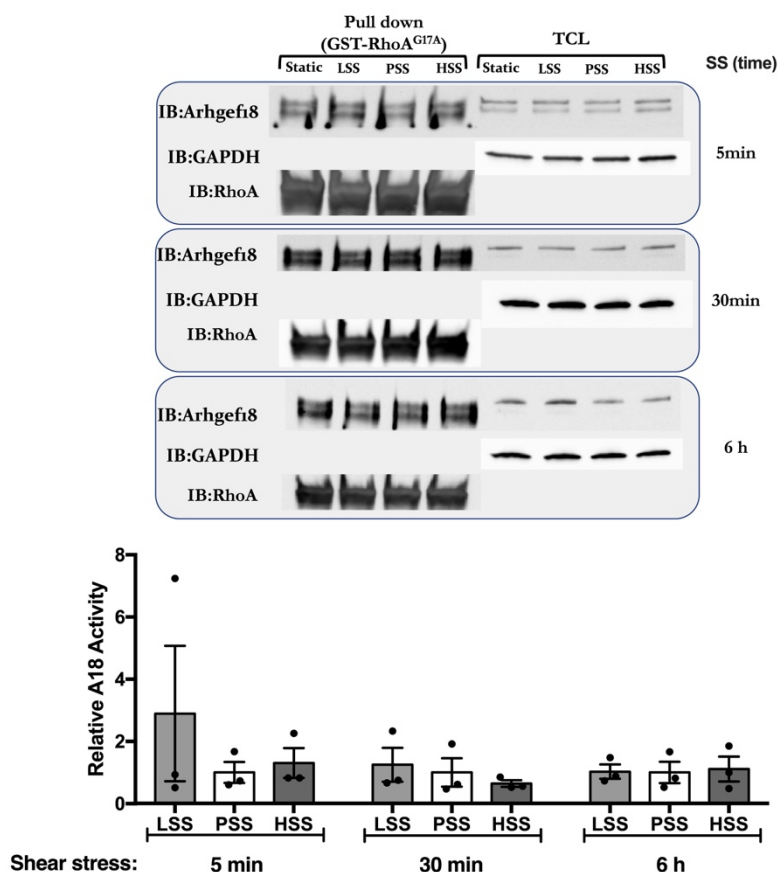 Pull down
(GST-RhoAG17A)
TCL
Static LSS PSS HSS Static LSS PSS HSS SS (time)
IB:Arhgef18
IB:GAPDH
IB:RhoA
5min
IB:Arhgef18
IB:GAPDH
IB:RhoA
30min
IB:Arhgef18
IB:GAPDH
IB:RhoA
6 h
Relative A18 Activity
8
6
4
2
0
LSS PSS HSS LSS PSS HSS LSS PSS HSS
Shear stress: 5 min 30 min 6 h